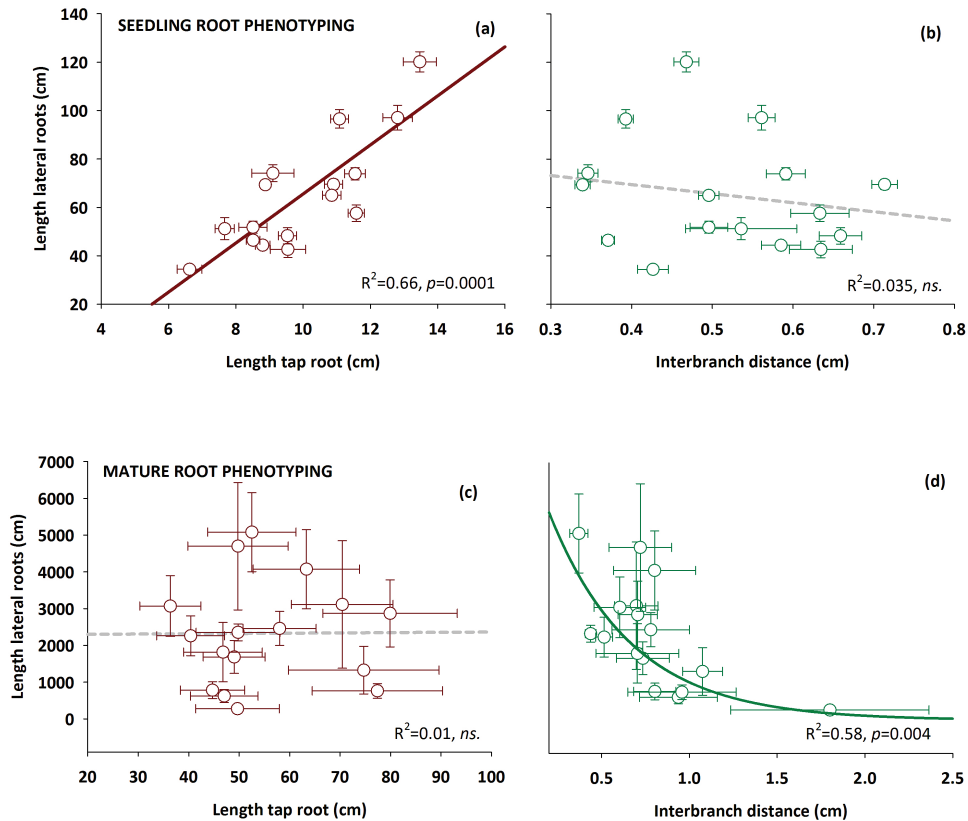 SEEDLING ROOT PHENOTYPING
(a)
(b)
Length lateral roots (cm)
140
120
100
80
60
40
20
R²=0.66, p=0.0001
R²=0.035, ns.
4 6 8 10 12 14 16
0.3 0.4 0.5 0.6 0.7 0.8
Length tap root (cm)
Interbranch distance (cm)
MATURE ROOT PHENOTYPING
(c)
(d)
Length lateral roots (cm)
7000
6000
5000
4000
3000
2000
1000
0
R²=0.01, ns.
R²=0.58, p=0.004
20 30 40 50 60 70 80 90 100
0.5 1.0 1.5 2.0 2.5
Length tap root (cm)
Interbranch distance (cm)